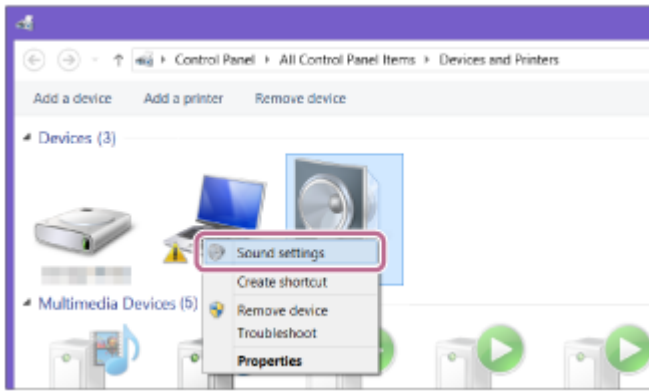 Control Panel All Control Panel Items Devices and Printers
Add a device Add a printer Remove device
Devices (3)
Sound settings
Create shortcut
Multimedia Devices (5)
Remove device
Troubleshoot
Properties